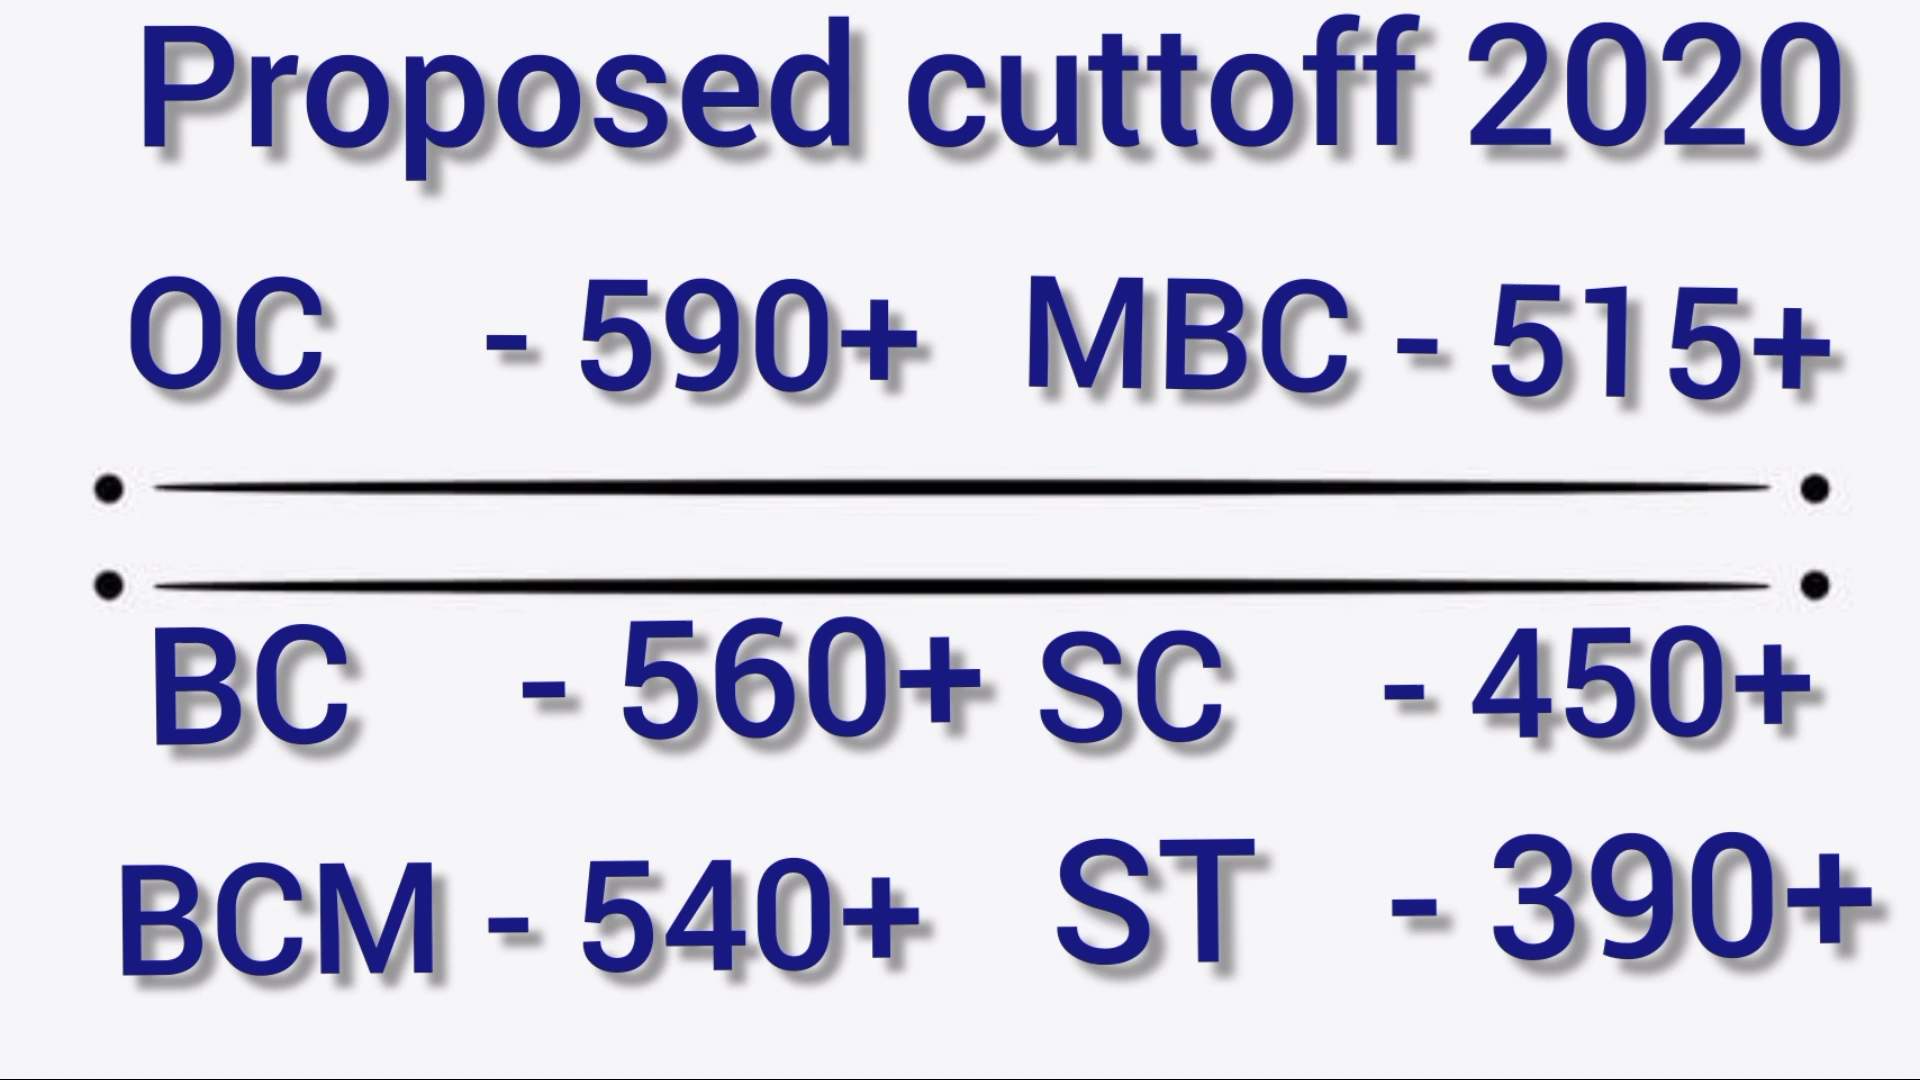 Proposed cuttoff 2020
OC - 590+ MBC - 515+
BC - 560+ SC - 450+
BCM - 540+ ST - 390+